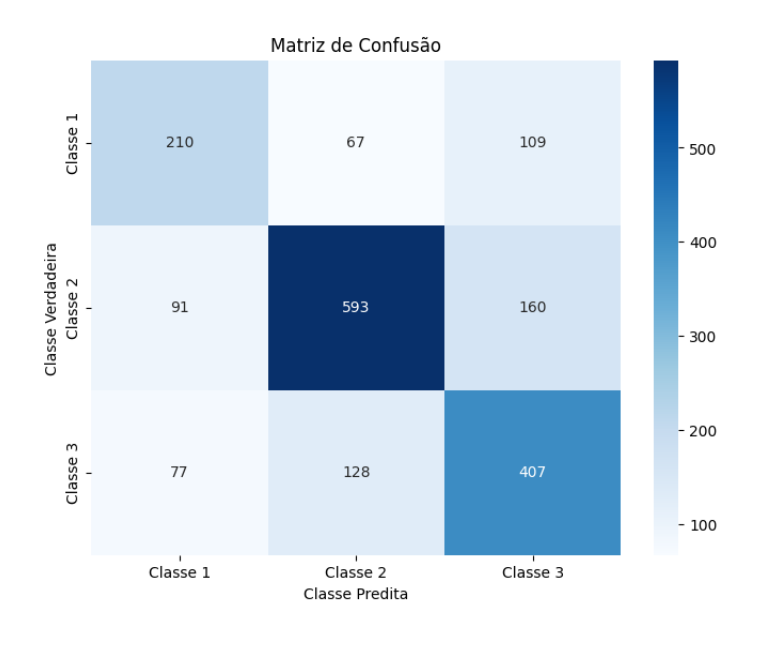 Matriz de Confusão
Classe Verdadeira
Classe 1
210 67 109
500
400
Classe 2
91 593 160
300
200
Classe 3
77 128 407
100
Classe 1 Classe 2 Classe 3
Classe Predita